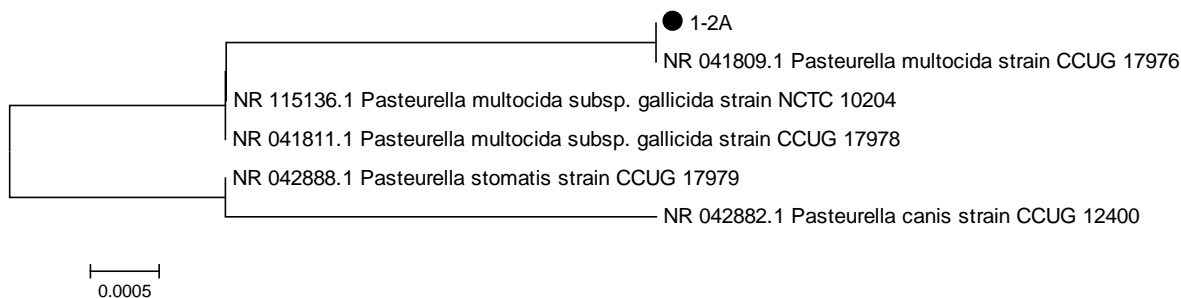 1-2A
NR 041809.1 Pasteurella multocida strain CCUG 17976
NR 115136.1 Pasteurella multocida subsp. gallicida strain NCTC 10204
NR 041811.1 Pasteurella multocida subsp. gallicida strain CCUG 17978
NR 042888.1 Pasteurella stomatis strain CCUG 17979
NR 042882.1 Pasteurella canis strain CCUG 12400
0.0005